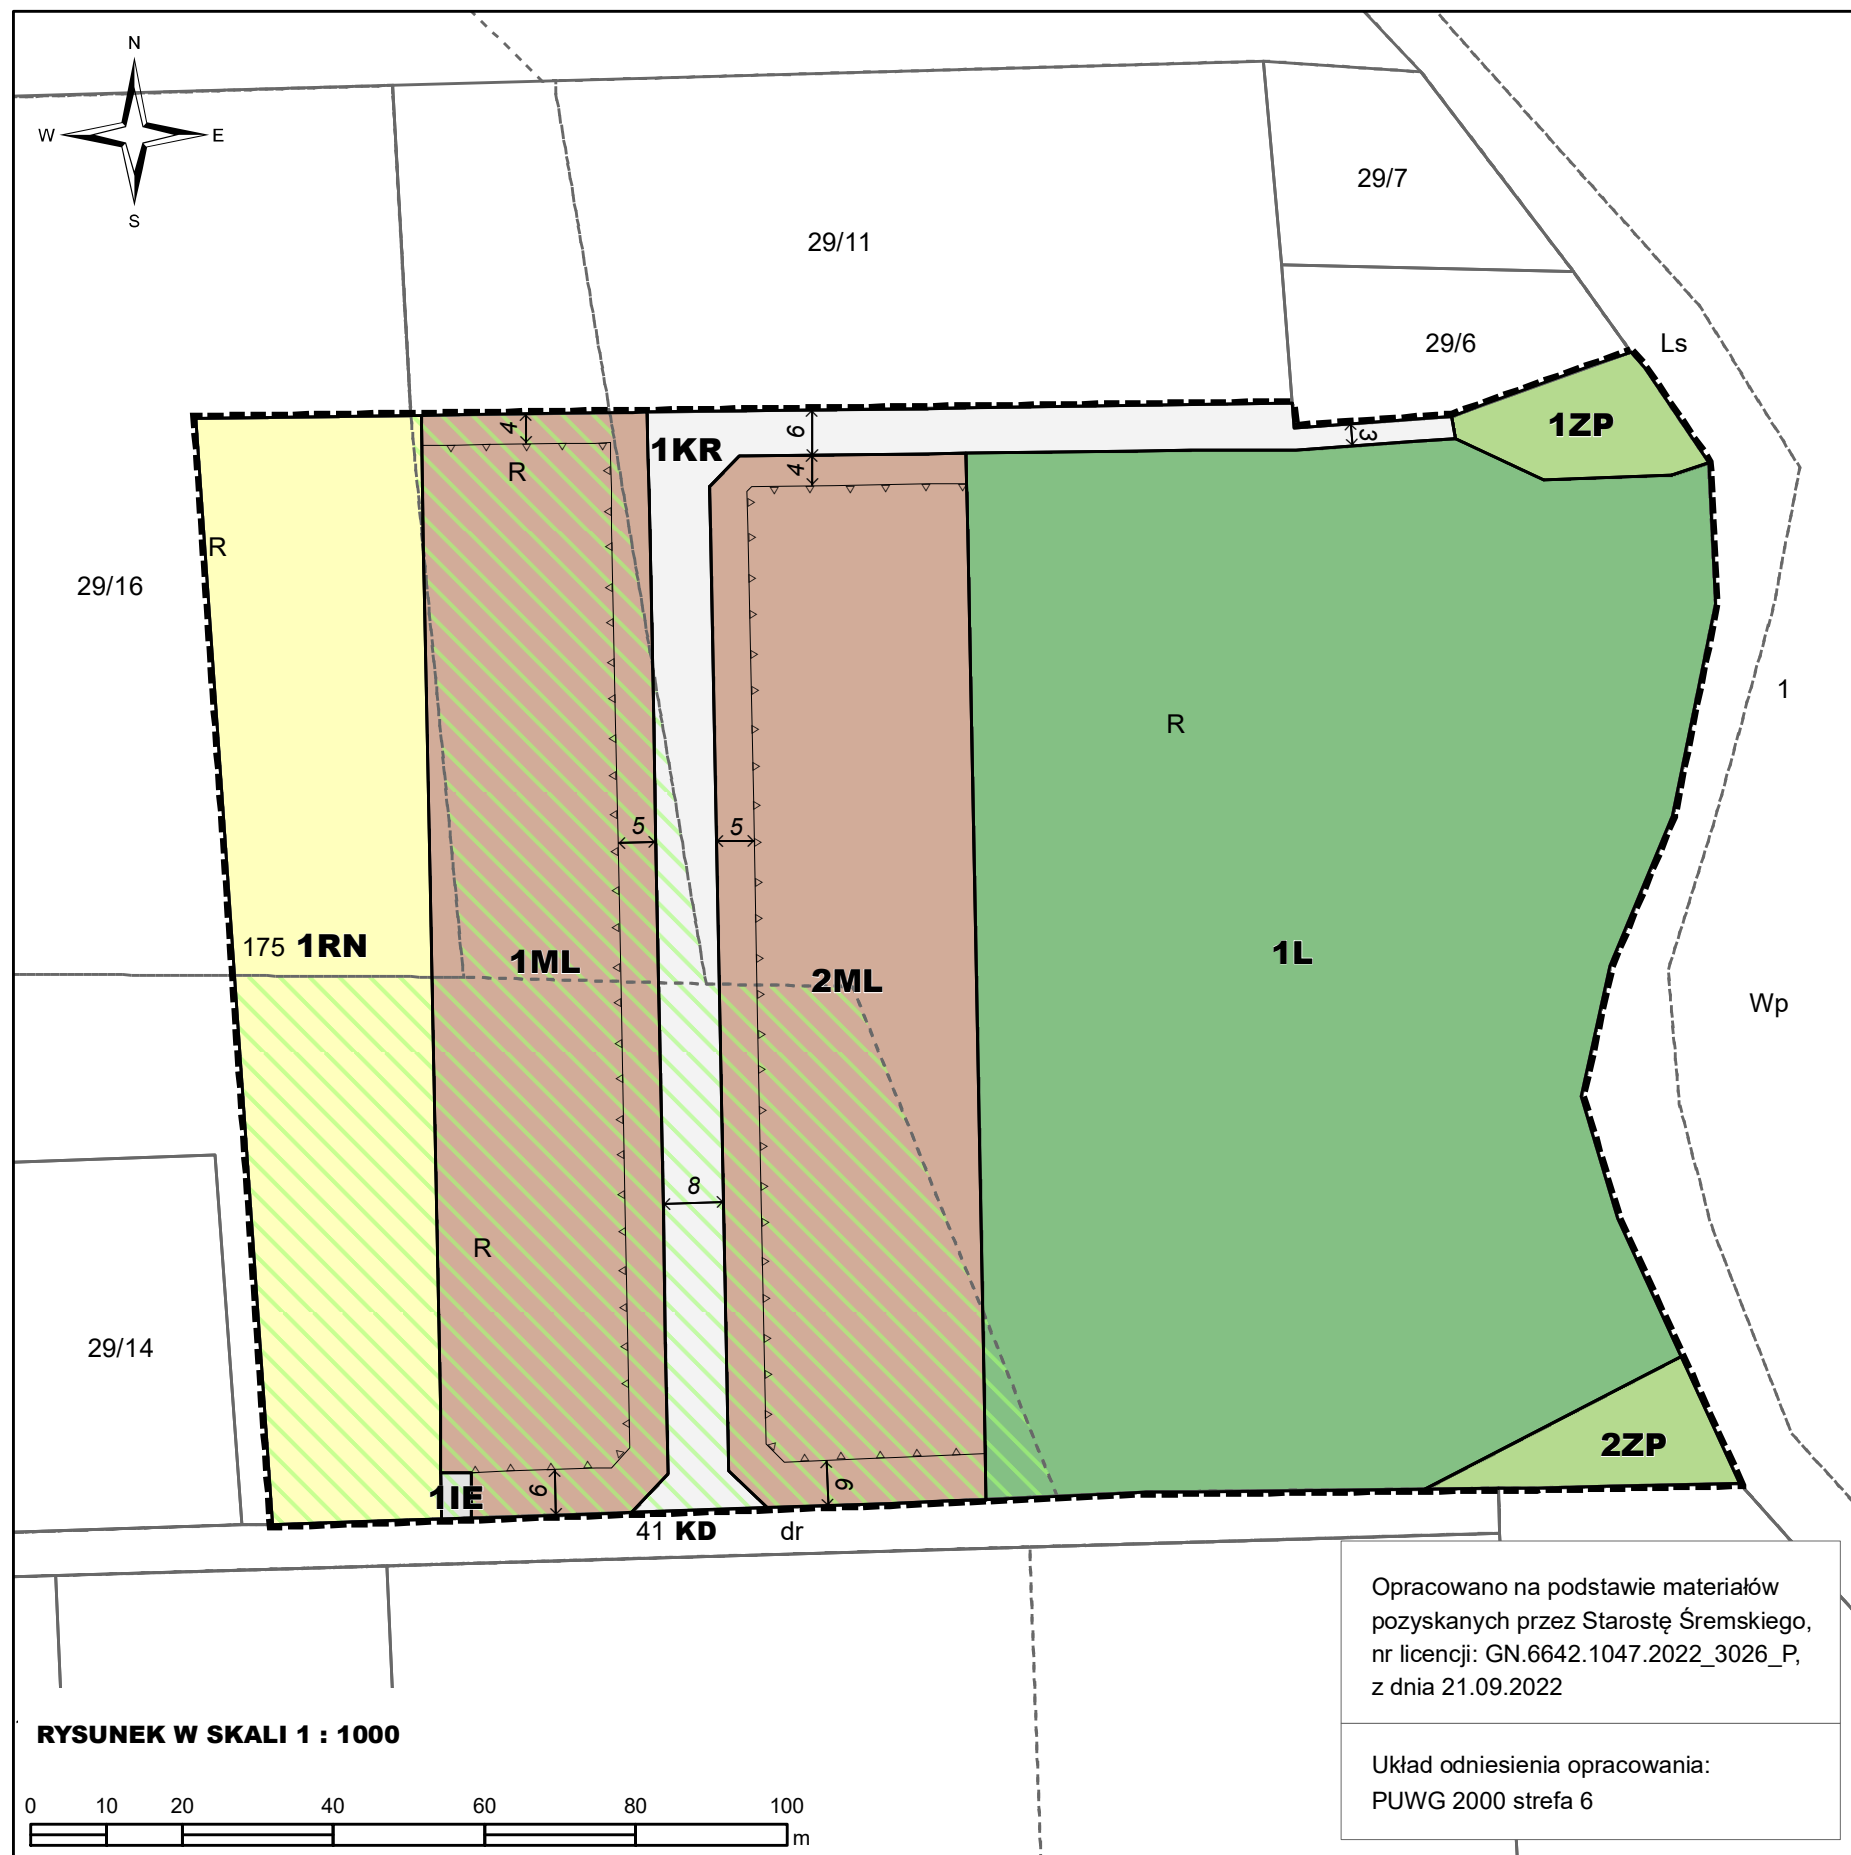 N
W E
S
29/7
29/11
29/6
Ls
1ZP
1KR
4
6
3
4
R
R
29/16
1
R
5
5
175 1RN
1ML
2ML
1L
Wp
8
R
29/14
2ZP
1IE
6
6
41 KD dr
Opracowano na podstawie materiałów
pozyskanych przez Starostę Śremskiego,
nr licencji: GN.6642.1047.2022_3026_P,
z dnia 21.09.2022
RYSUNEK W SKALI 1 : 1000
Układ odniesienia opracowania:
PUWG 2000 strefa 6
0 10 20 40 60 80 100
m